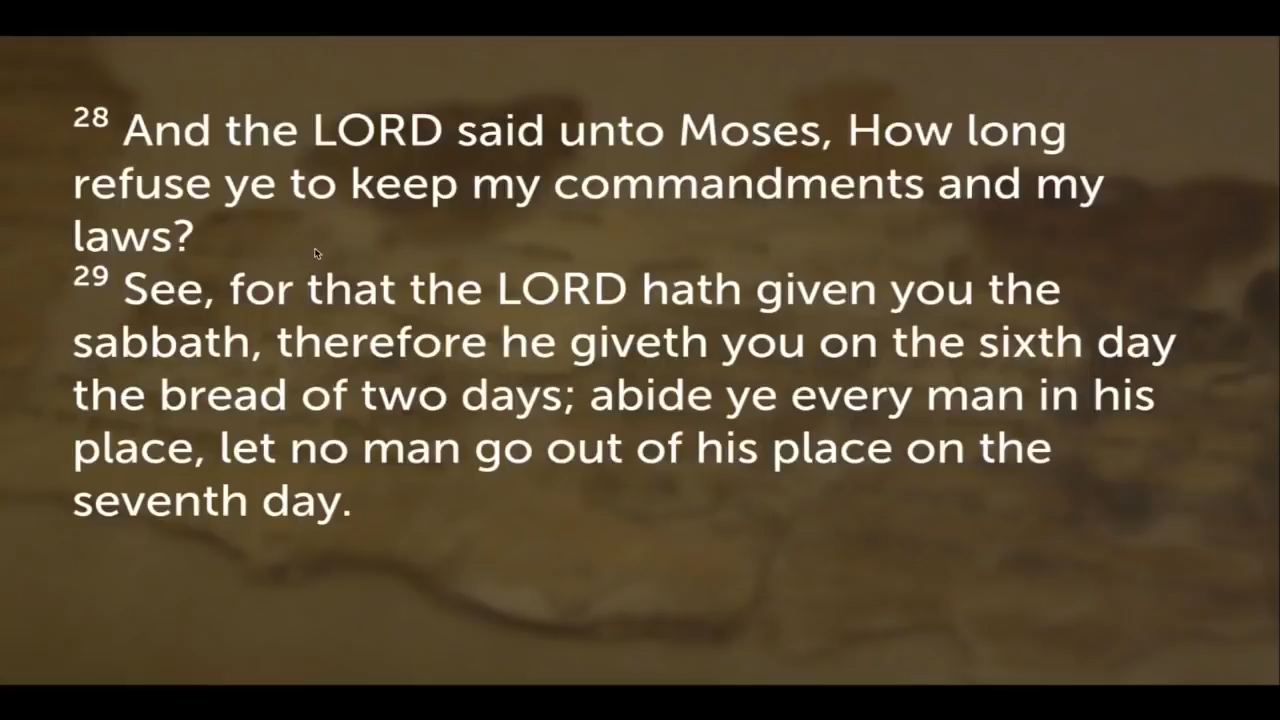 28 And the LORD said unto Moses, How long
refuse ye to keep my commandments and my
laws?
29 See, for that the LORD hath given you the
sabbath, therefore he giveth you on the sixth day
the bread of two days; abide ye every man in his
place, let no man go out of his place on the
seventh day.